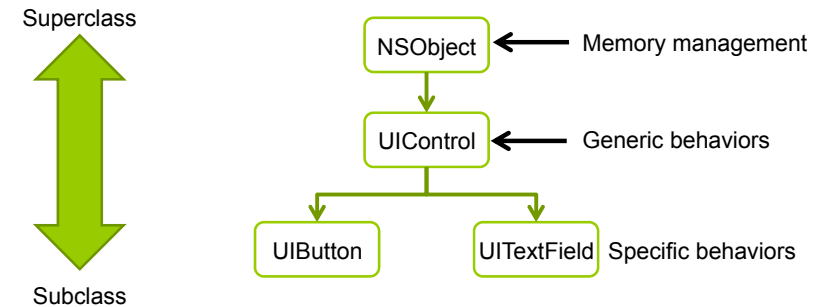 Superclass
NSObject
Memory management
UIControl
Generic behaviors
UIButton
UITextField
Specific behaviors
Subclass